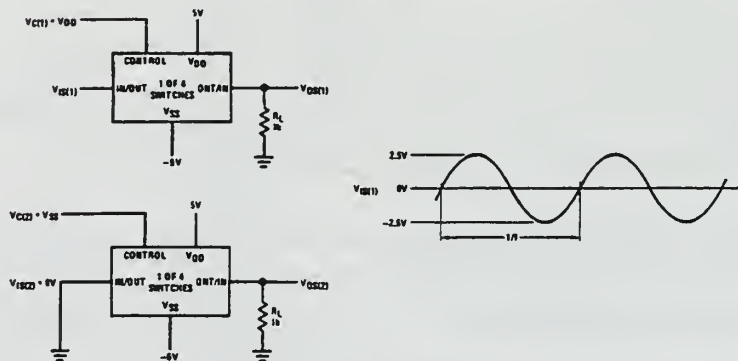 VC(1) = VDD
5V
CONTROL VDD
VIS(1) IN/OUT 1 OF 4 OUT/IN VOS(1)
SWITCHES
VSS
RL
-5V
VC(2) = VSS
5V
CONTROL VDD
VIS(2) = 0V IN/OUT 1 OF 4 OUT/IN VOS(2)
SWITCHES
VSS
RL
1k
-5V
2.5V
VIS(1) 0V
-2.5V
1/f